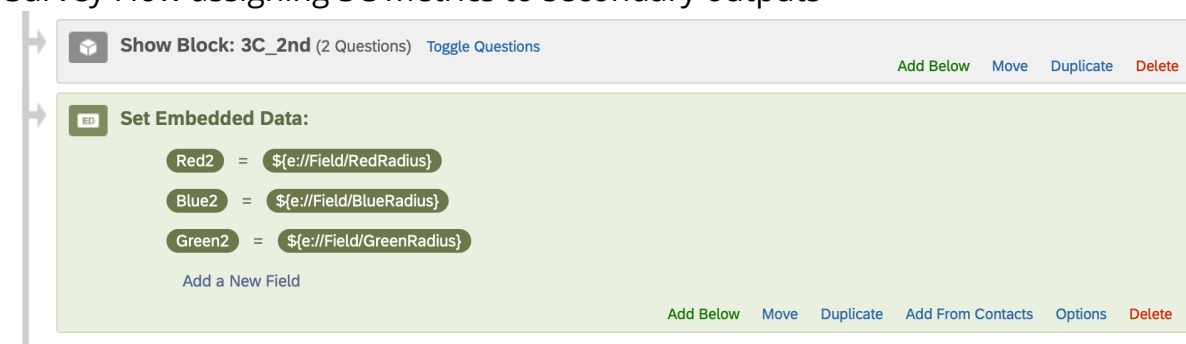 Survey Flow assigning 3C metrics to secondary outputs
Show Block: 3C_2nd (2 Questions) Toggle Questions
Add Below Move Duplicate Delete
ED Set Embedded Data:
Red2 = ${e://Field/RedRadius}
Blue2 = ${e://Field/BlueRadius}
Green2 = ${e://Field/GreenRadius}
Add a New Field
Add Below Move Duplicate Add From Contacts Options Delete